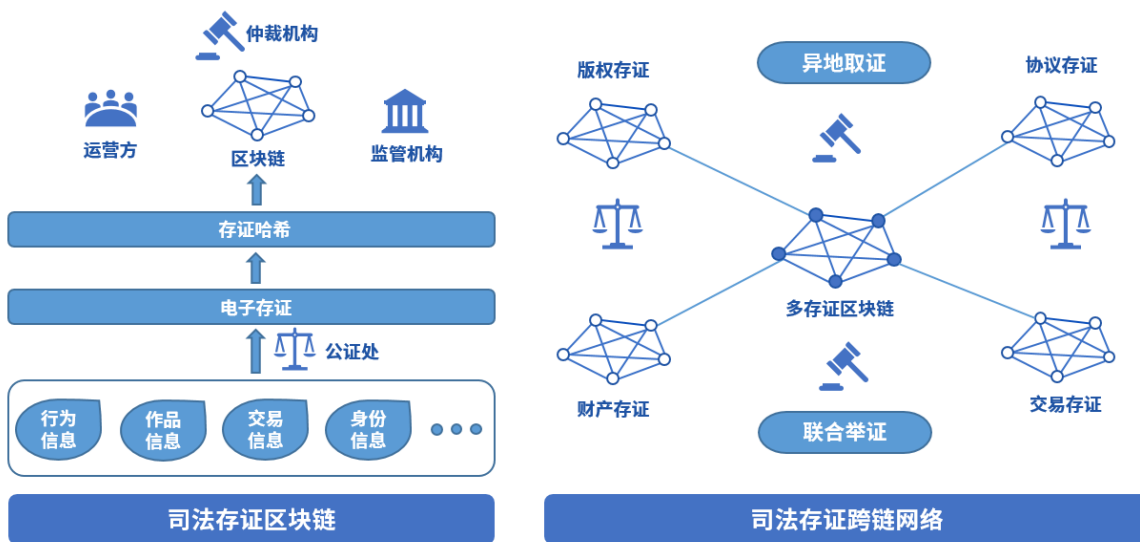 仲裁机构
运营方
区块链
监管机构
存证哈希
电子存证
公证处
行为
信息
作品
信息
交易
信息
身份
信息
司法存证区块链
版权存证
异地取证
协议存证
多存证区块链
财产存证
联合举证
交易存证
司法存证跨链网络